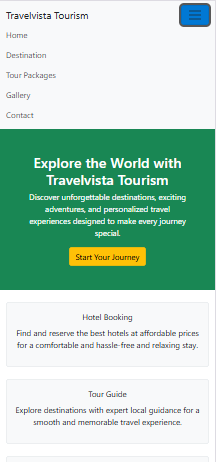 Travelvista Tourism
Home
Destination
Tour Packages
Gallery
Contact
Explore the World with
Travelvista Tourism
Discover unforgettable destinations, exciting
adventures, and personalized travel
experiences designed to make every journey
special.
Start Your Journey
Hotel Booking
Find and reserve the best hotels at affordable prices
for a comfortable and hassle-free and relaxing stay.
Tour Guide
Explore destinations with expert local guidance for a
smooth and memorable travel experience.